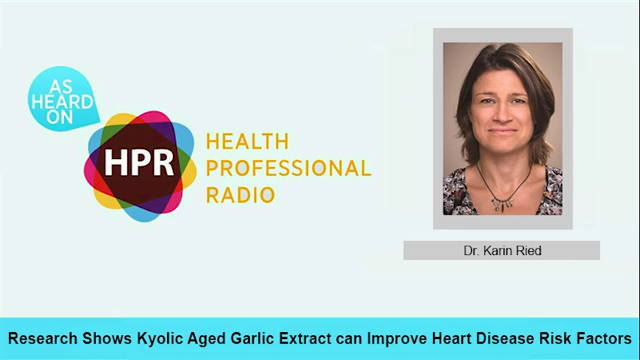 AS
HEARD
ON
HPR
HEALTH
PROFESSIONAL
RADIO
Dr. Karin Ried
Research Shows Kyolic Aged Garlic Extract can Improve Heart Disease Risk Factors